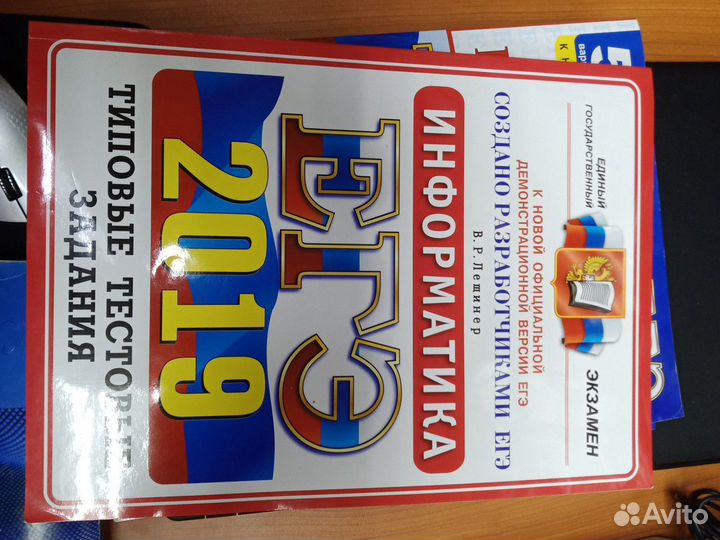 ЕДИНЫЙ
ГОСУДАРСТВЕННЫЙ
ЭКЗАМЕН
К НОВОЙ ОФИЦИАЛЬНОЙ
ДЕМОНСТРАЦИОННОЙ ВЕРСИИ ЕГЭ
СОЗДАНО РАЗРАБОТЧИКАМИ ЕГЭ
В. Р. Лещинер
ИНФОРМАТИКА
ЕГЭ
2019
ТИПОВЫЕ ТЕСТОВЫЕ
ЗАДАНИЯ
Avito